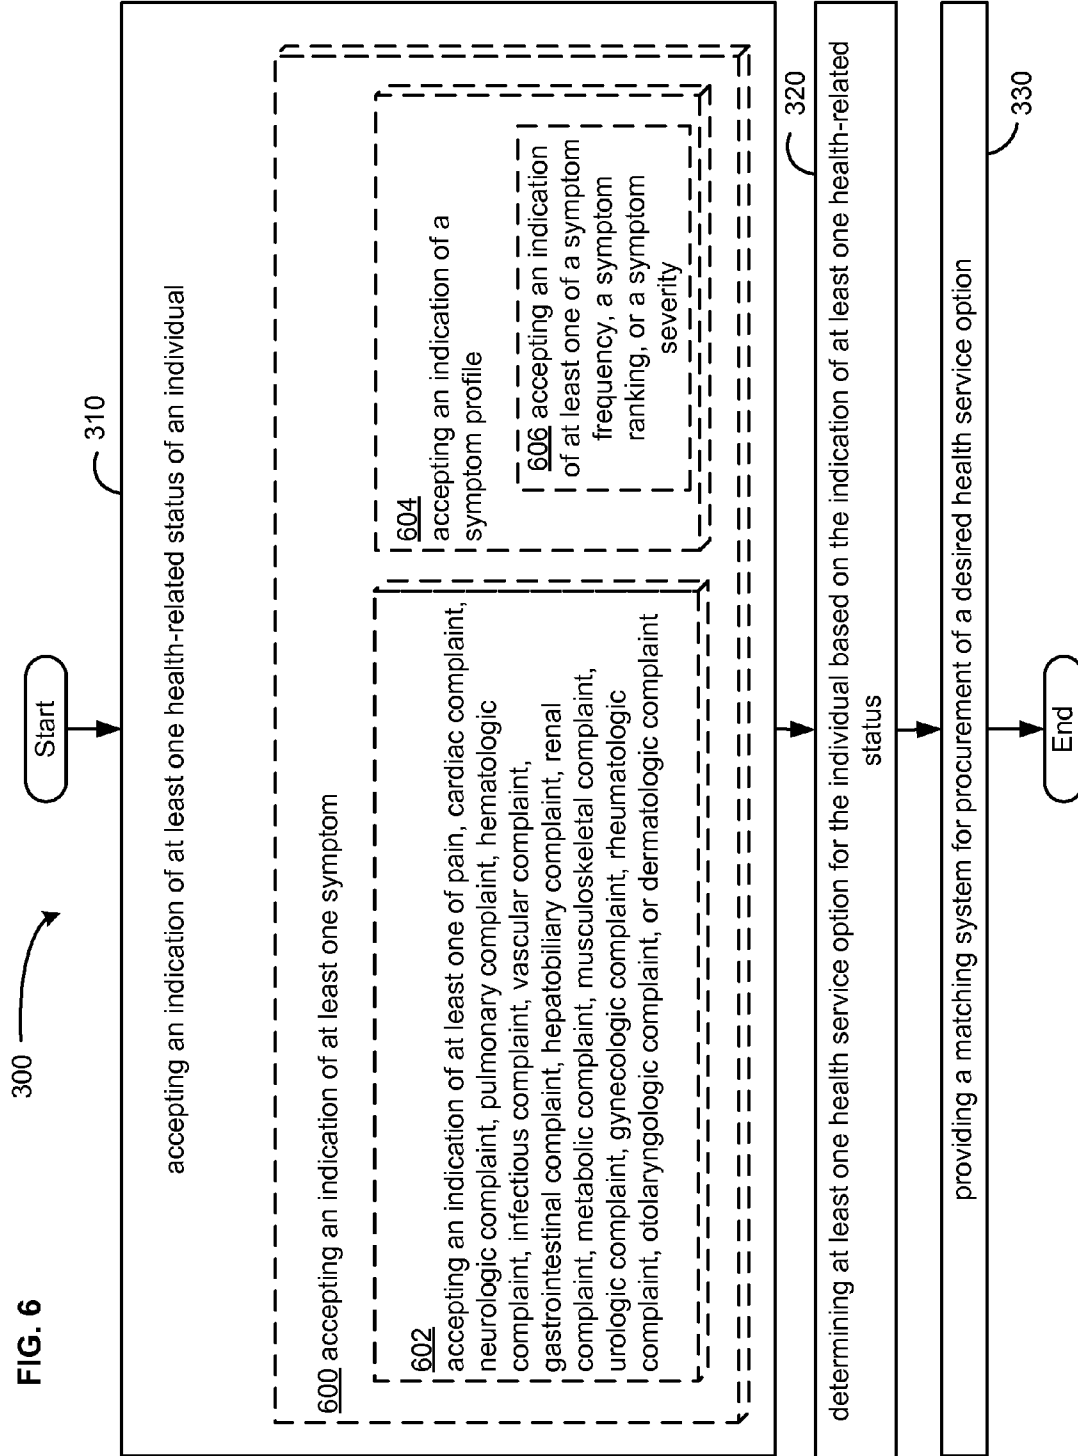 FIG. 6
300
Start
310
accepting an indication of at least one health-related status of an individual
600 accepting an indication of at least one symptom
602
accepting an indication of at least one of pain, cardiac complaint,
neurologic complaint, pulmonary complaint, hematologic
complaint, infectious complaint, vascular complaint,
gastrointestinal complaint, hepatobiliary complaint, renal
complaint, metabolic complaint, musculoskeletal complaint,
urologic complaint, gynecologic complaint, rheumatologic
complaint, otolaryngologic complaint, or dermatologic complaint
604
accepting an indication of a
symptom profile
606 accepting an indication
of at least one of a symptom
frequency, a symptom
ranking, or a symptom
severity
320
determining at least one health service option for the individual based on the indication of at least one health-related
status
330
providing a matching system for procurement of a desired health service option
End